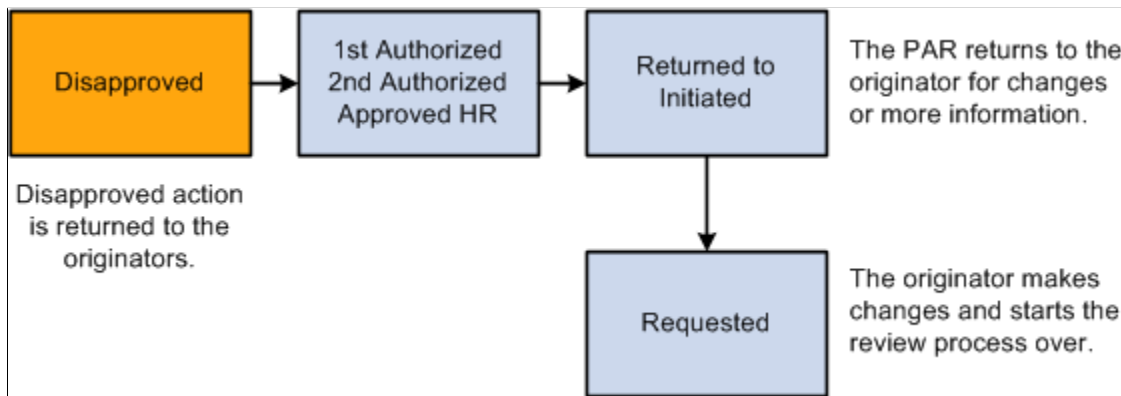 Disapproved
1st Authorized
2nd Authorized
Approved HR
Returned to
Initiated
The PAR returns to the
originator for changes
or more information.
Disapproved action
is returned to the
originators.
Requested
The originator makes
changes and starts the
review process over.